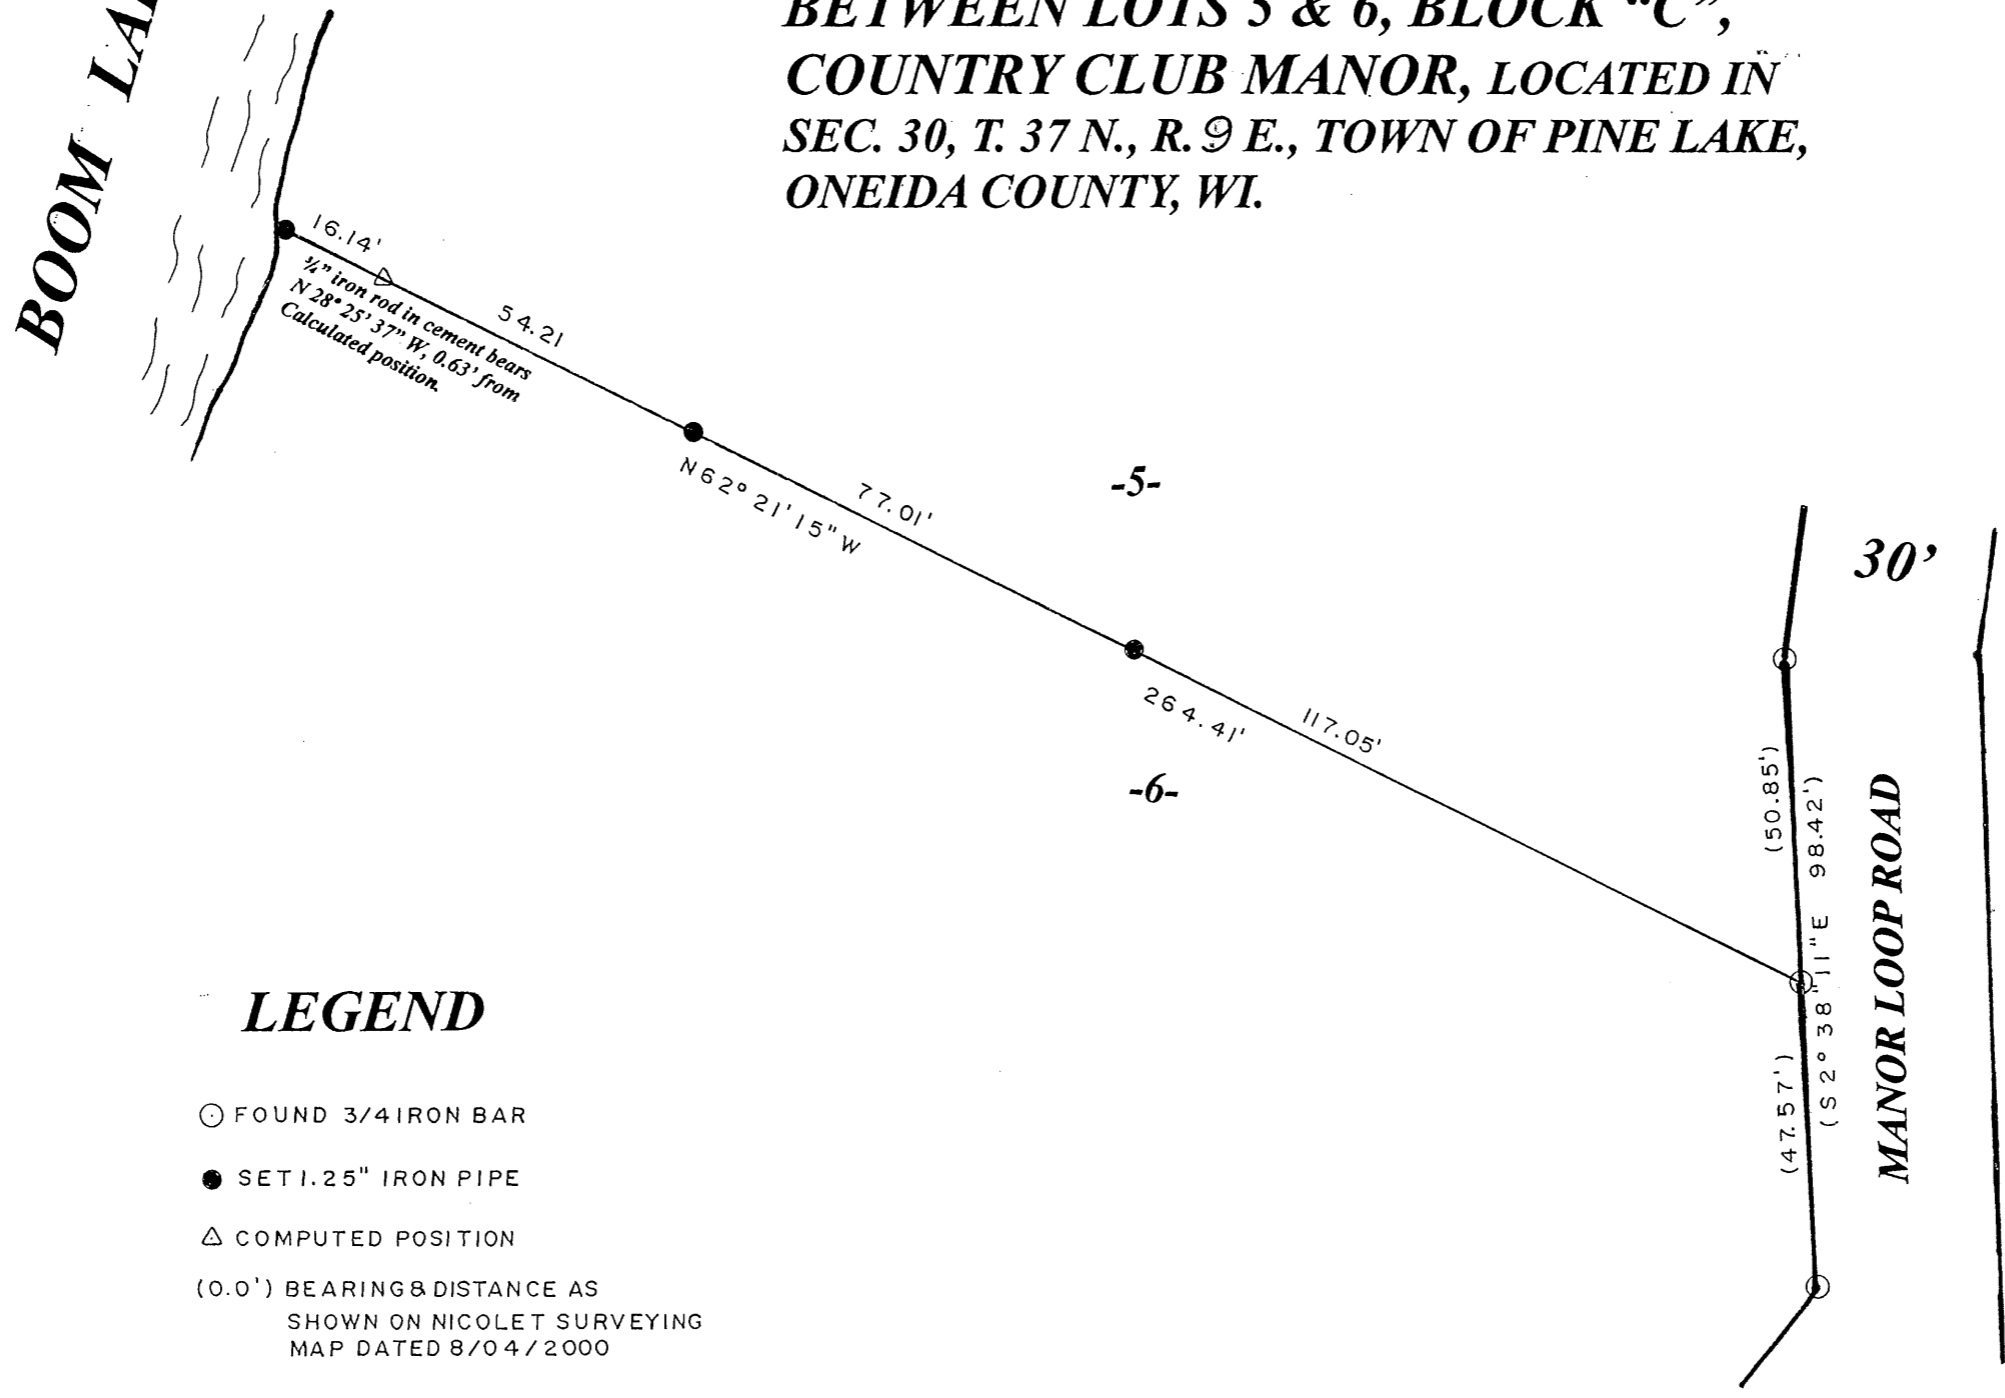 BETWEEN LOTS 5 & 6, BLOCK “C”,
COUNTRY CLUB MANOR, LOCATED IN
SEC. 30, T. 37 N., R. 9 E., TOWN OF PINE LAKE,
ONEIDA COUNTY, WI.
BOOM
16.14'
¾” iron rod in cement bears
N 28° 25’ 37” W, 0.63’ from
Calculated position.
54.21
N62° 21' 15" W
77.01'
-5-
264.41'
117.05'
-6-
30’
(50.85')
(S 2° 38" 11"E 98.42')
(47.57')
MANOR LOOP ROAD
LEGEND
FOUND 3/4 IRON BAR
SET 1.25" IRON PIPE
COMPUTED POSITION
(0.0') BEARING & DISTANCE AS
SHOWN ON NICOLET SURVEYING
MAP DATED 8/04/2000